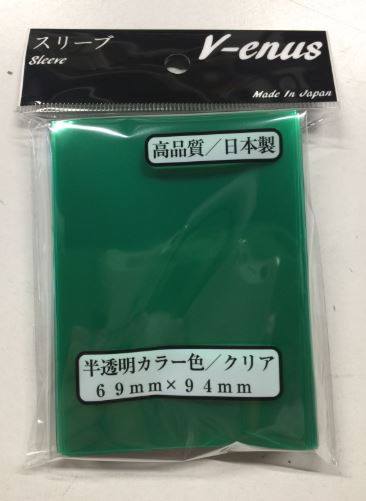 スリーブ
Sleeve
V-enus
Made In Japan
高品質／日本製
半透明カラー色／クリア
69mm×94mm